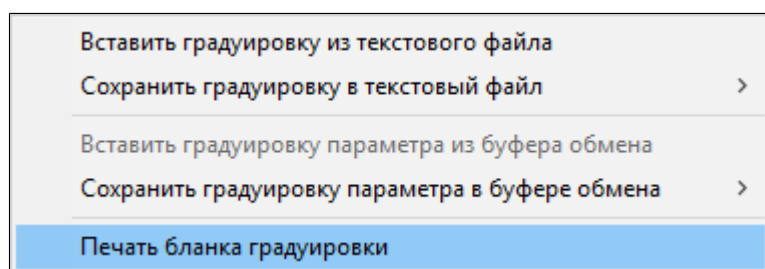 Вставить градуировку из текстового файла
Сохранить градуировку в текстовый файл
Вставить градуировку параметра из буфера обмена
Сохранить градуировку параметра в буфере обмена
Печать бланка градуировки